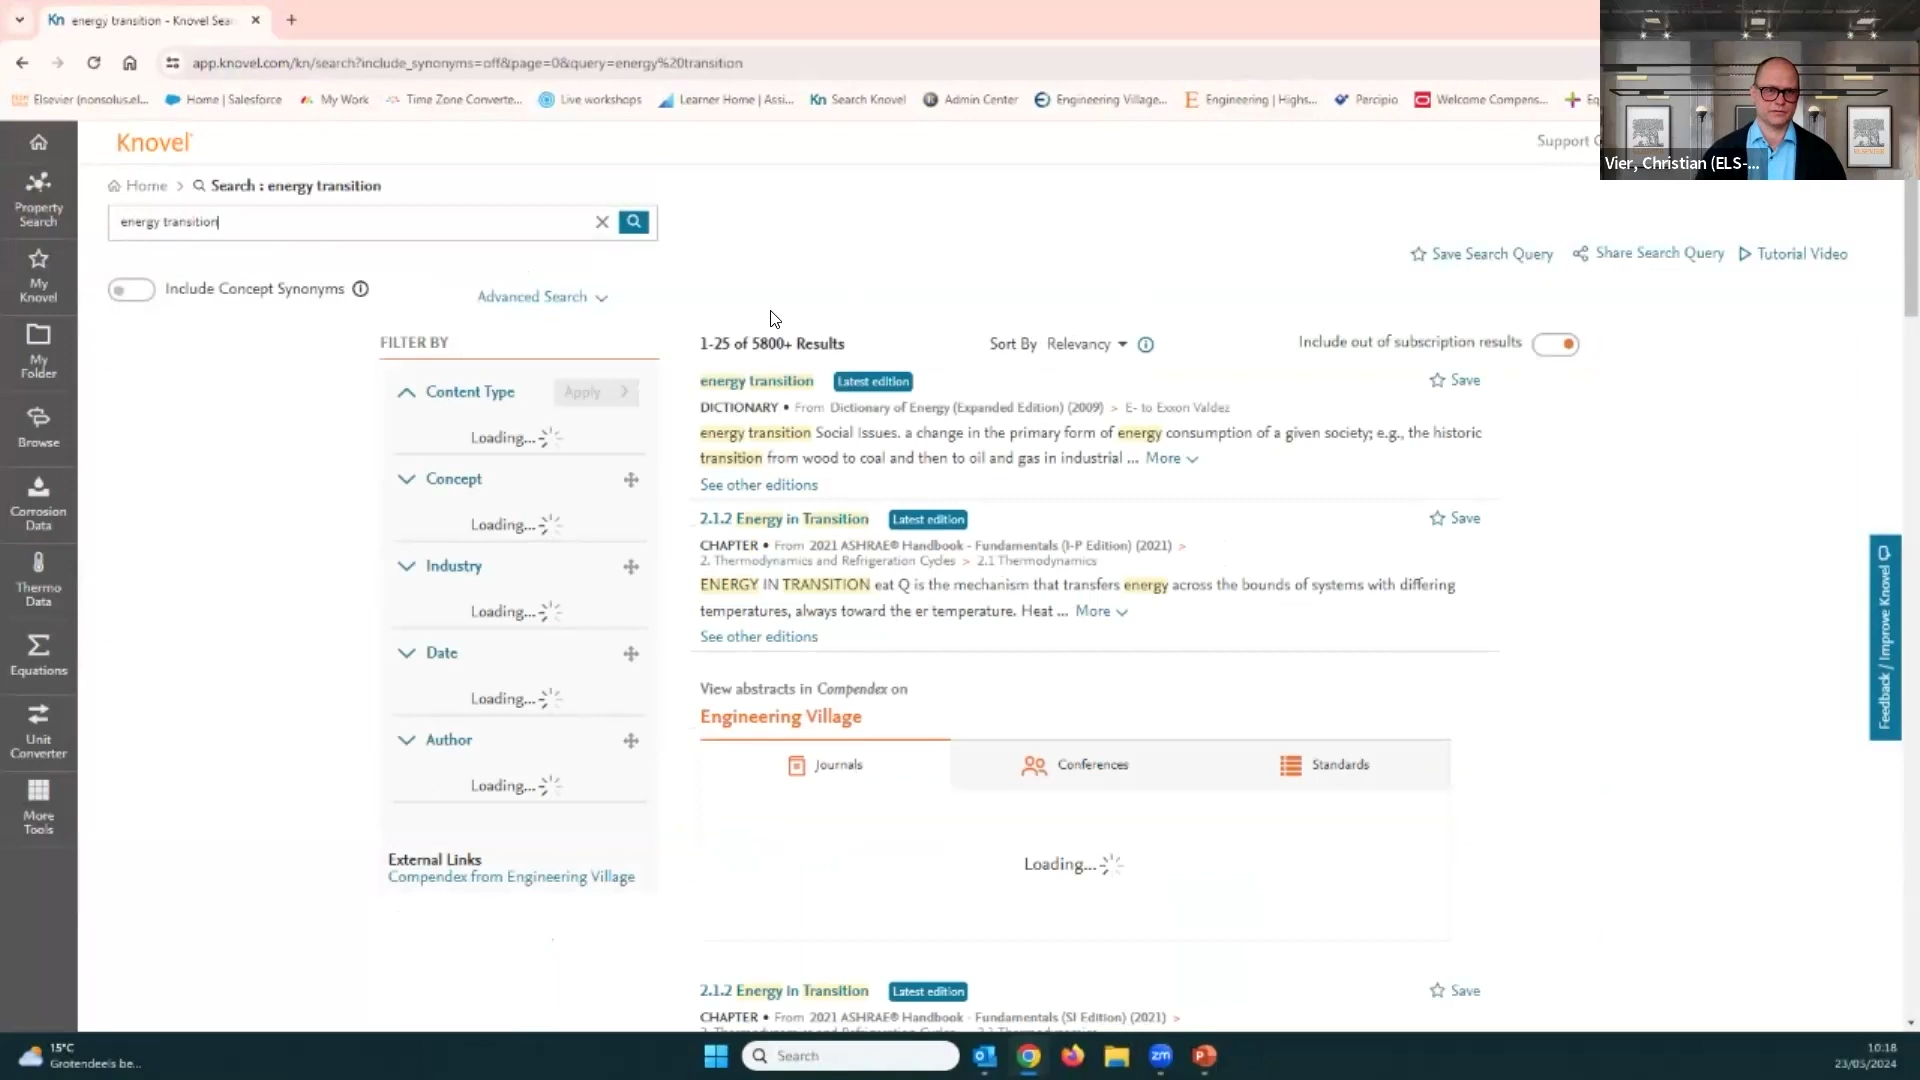 Kn energy transition - Knovel Sea
app.knovel.com/kn/search?include_synonyms=off&page=0&query=energy%20transition
Elsevier (nonsolus.el...
Home | Salesforce
My Work
Time Zone Converte...
Live workshops
Learner Home | Assi...
Kn Search Knovel
Admin Center
Engineering Village...
Engineering | Highs...
Percipio
Welcome Compens...
Eq
Vier, Christian (ELS-...
Knovel
Support
Home > Search : energy transition
energy transition
Save Search Query
Share Search Query
Tutorial Video
Include Concept Synonyms
Advanced Search
Property
Search
My
Knovel
My
Folder
Browse
Corrosion
Data
Thermo
Data
Equations
Unit
Converter
More
Tools
FILTER BY
Content Type
Apply >
Loading...
Concept
Loading...
Industry
Loading...
Date
Loading...
Author
Loading...
External Links
Compendex from Engineering Village
1-25 of 5800+ Results
Sort By Relevancy
Include out of subscription results
energy transition Latest edition
Save
DICTIONARY • From Dictionary of Energy (Expanded Edition) (2009) > E- to Exxon Valdez
energy transition Social Issues. a change in the primary form of energy consumption of a given society; e.g., the historic
transition from wood to coal and then to oil and gas in industrial ... More
See other editions
2.1.2 Energy in Transition Latest edition
Save
CHAPTER • From 2021 ASHRAE® Handbook - Fundamentals (I-P Edition) (2021) >
2. Thermodynamics and Refrigeration Cycles > 2.1 Thermodynamics
ENERGY IN TRANSITION eat Q is the mechanism that transfers energy across the bounds of systems with differing
temperatures, always toward the er temperature. Heat ... More
See other editions
View abstracts in Compendex on
Engineering Village
Journals
Conferences
Standards
Loading...
2.1.2 Energy in Transition Latest edition
Save
CHAPTER • From 2021 ASHRAE® Handbook - Fundamentals (SI Edition) (2021) >
Feedback / Improve Knovel
15°C
Grotendeels be...
Search
zm
10:18
23/05/2024